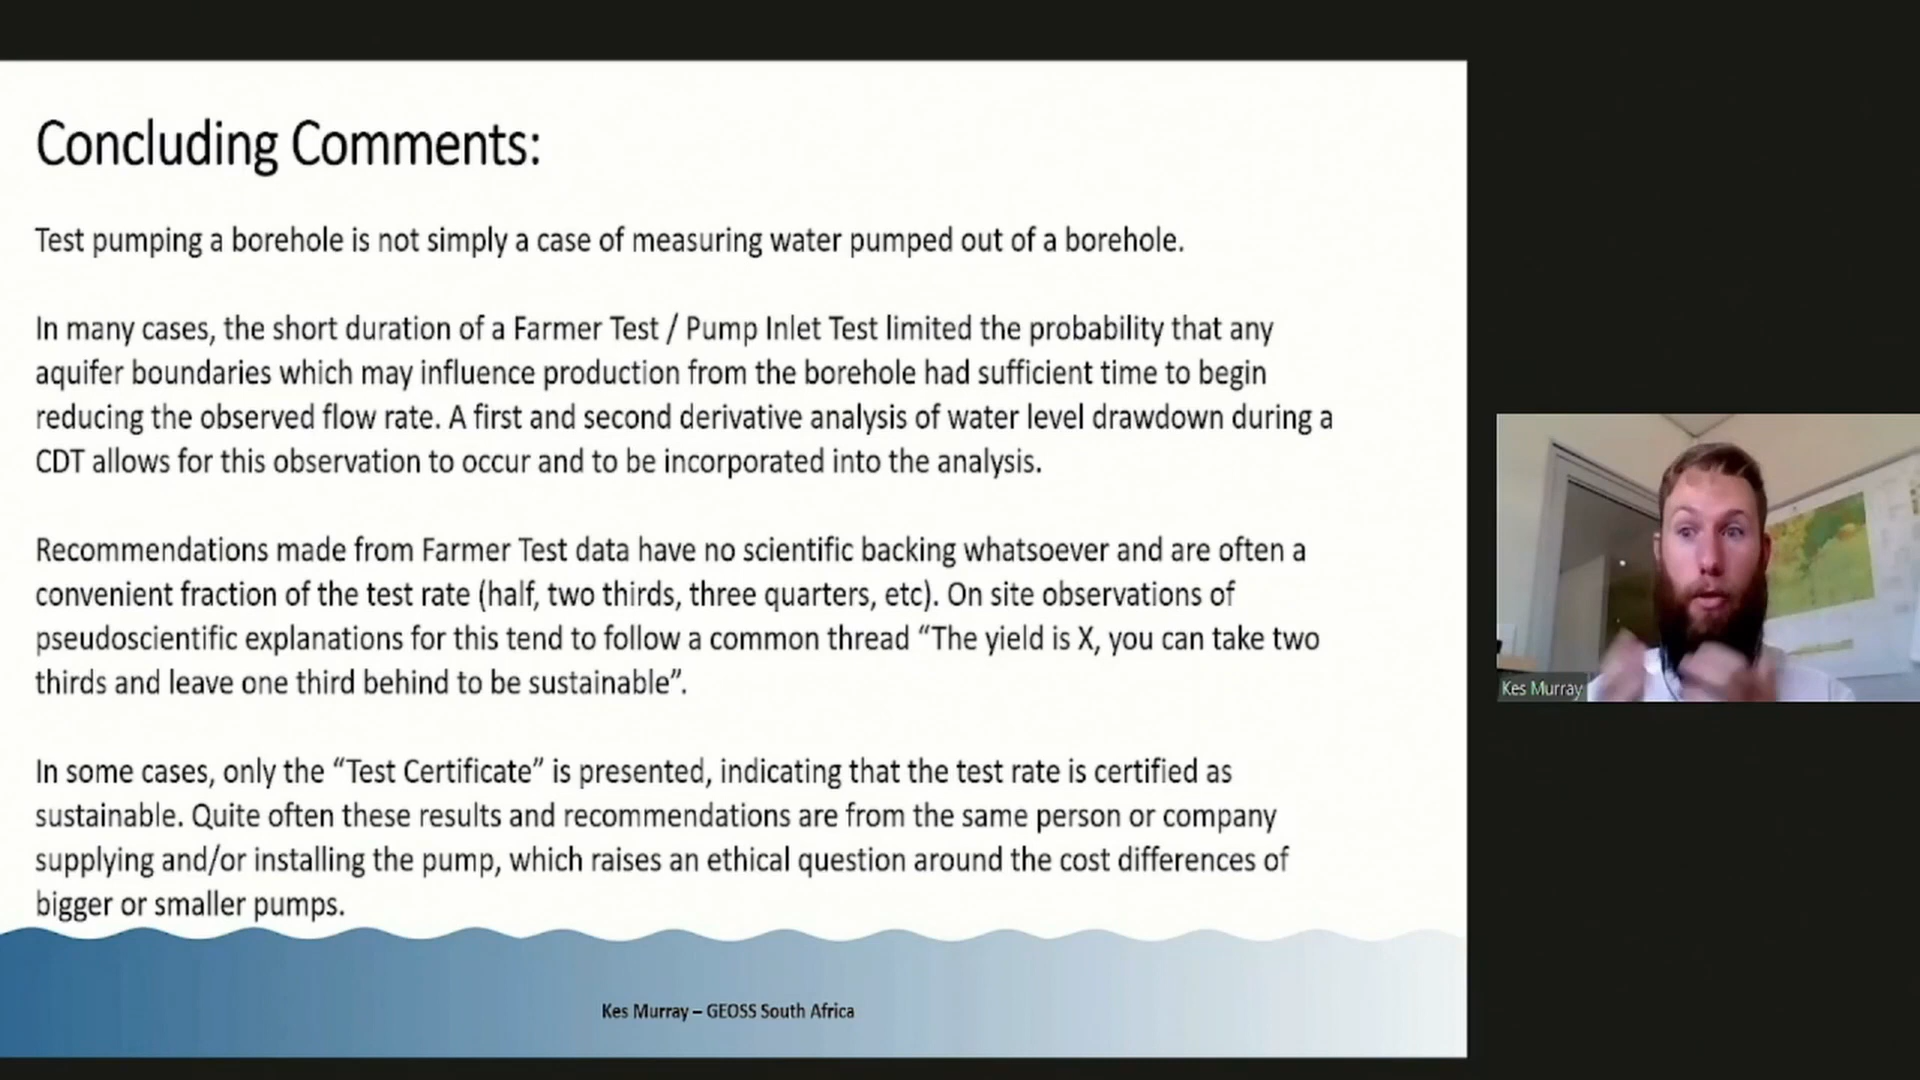 Concluding Comments:
Test pumping a borehole is not simply a case of measuring water pumped out of a borehole.
In many cases, the short duration of a Farmer Test / Pump Inlet Test limited the probability that any
aquifer boundaries which may influence production from the borehole had sufficient time to begin
reducing the observed flow rate. A first and second derivative analysis of water level drawdown during a
CDT allows for this observation to occur and to be incorporated into the analysis.
Recommendations made from Farmer Test data have no scientific backing whatsoever and are often a
convenient fraction of the test rate (half, two thirds, three quarters, etc). On site observations of
pseudoscientific explanations for this tend to follow a common thread “The yield is X, you can take two
thirds and leave one third behind to be sustainable”.
In some cases, only the “Test Certificate” is presented, indicating that the test rate is certified as
sustainable. Quite often these results and recommendations are from the same person or company
supplying and/or installing the pump, which raises an ethical question around the cost differences of
bigger or smaller pumps.
Kes Murray – GEOSS South Africa
Kes Murray